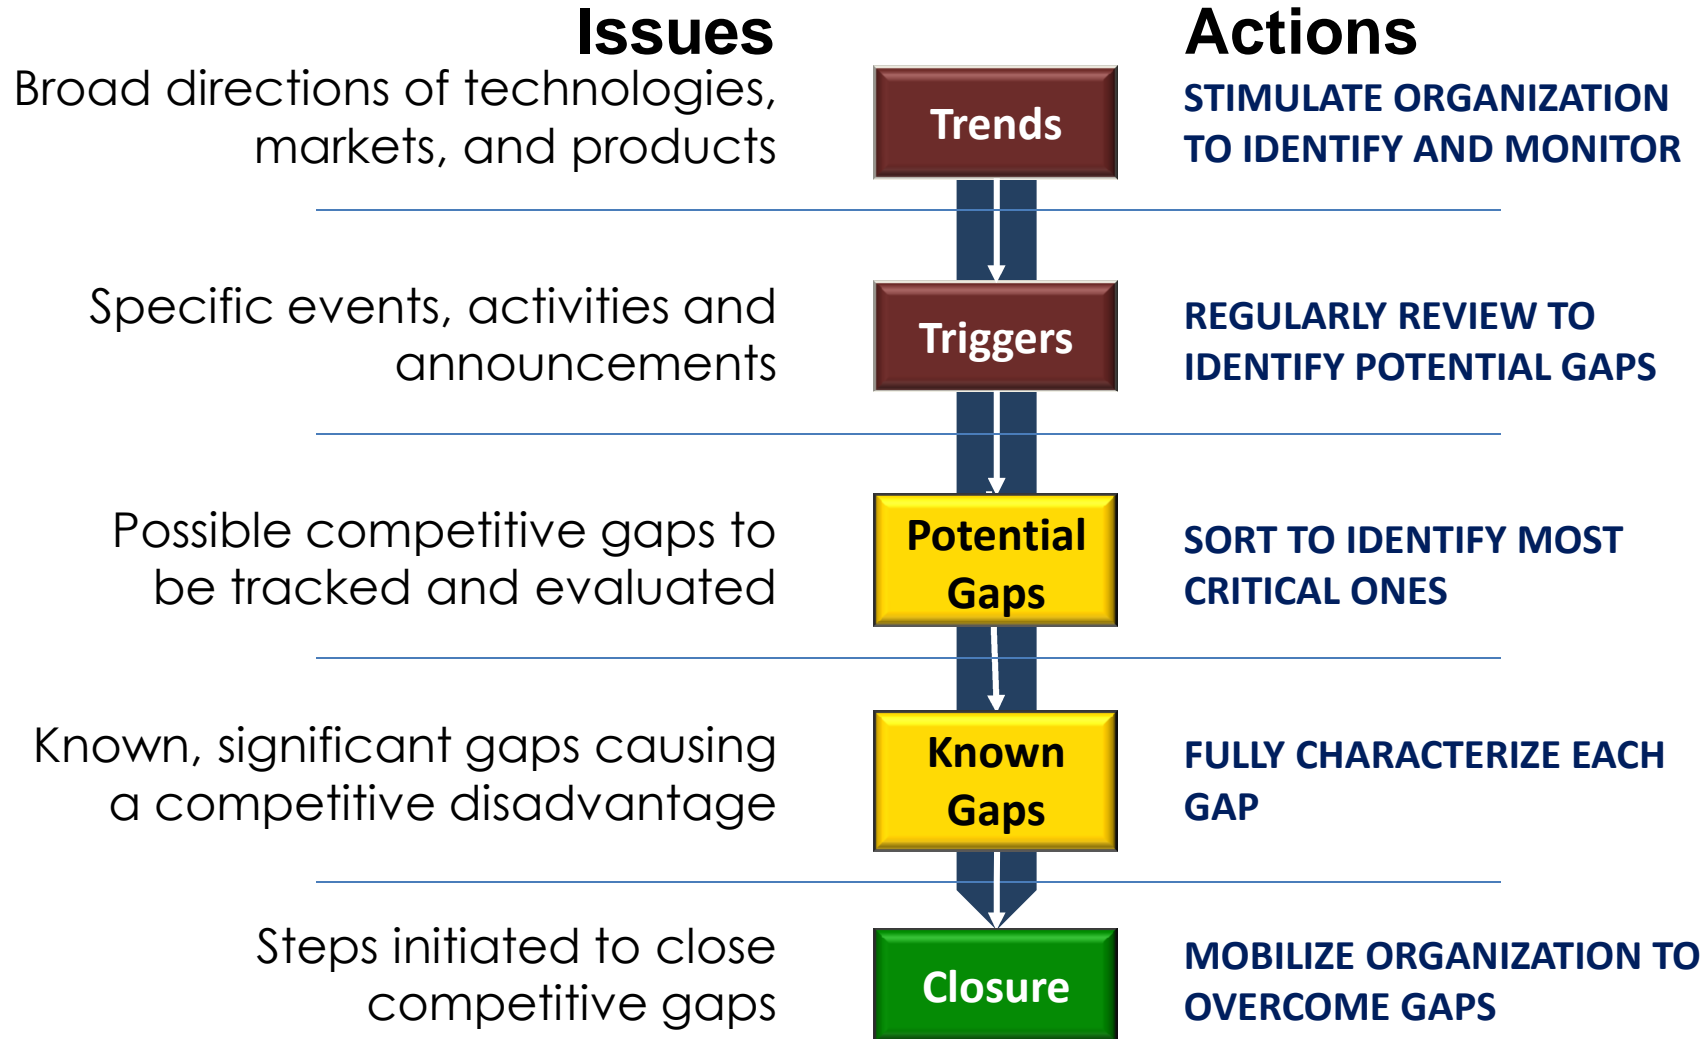 Issues
Actions
Broad directions of technologies,
markets, and products
Trends
STIMULATE ORGANIZATION
TO IDENTIFY AND MONITOR
Specific events, activities and
announcements
Triggers
REGULARLY REVIEW TO
IDENTIFY POTENTIAL GAPS
Possible competitive gaps to
be tracked and evaluated
Potential
Gaps
SORT TO IDENTIFY MOST
CRITICAL ONES
Known, significant gaps causing
a competitive disadvantage
Known
Gaps
FULLY CHARACTERIZE EACH
GAP
Steps initiated to close
competitive gaps
Closure
MOBILIZE ORGANIZATION TO
OVERCOME GAPS